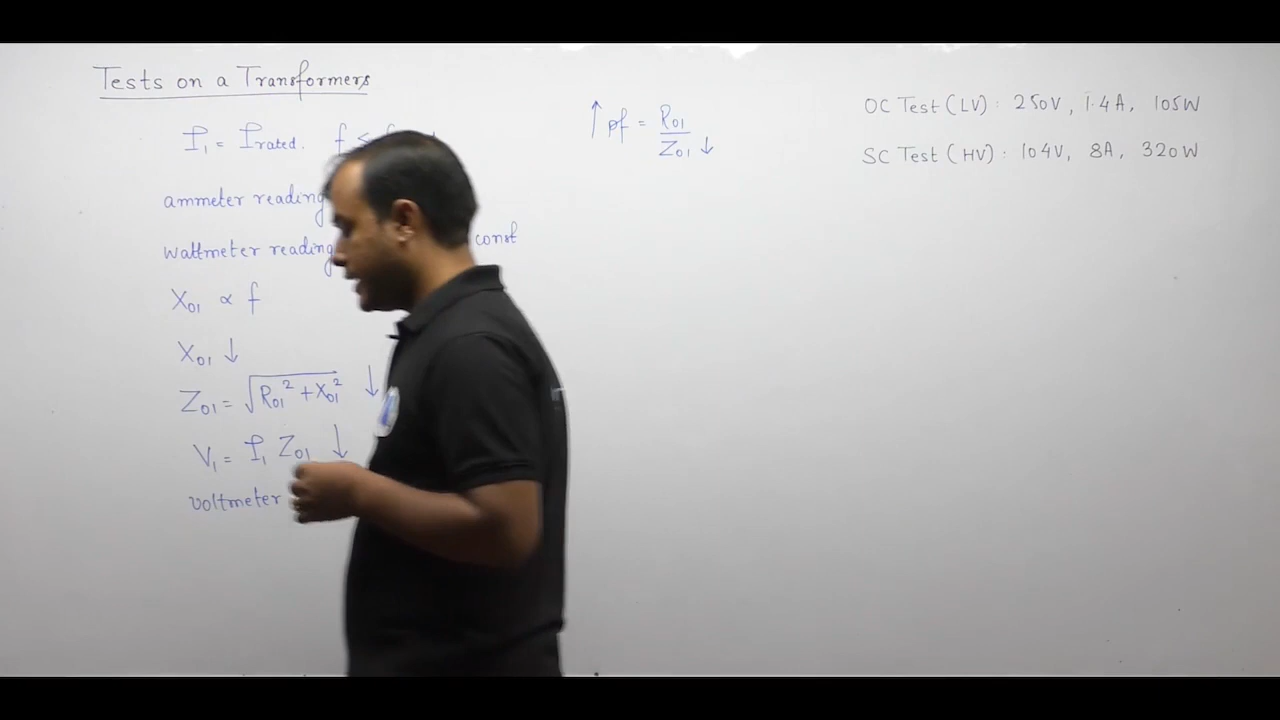 Tests on a Transformers
I₁ = I rated. f <
ammeter reading
wattmeter reading const
X₀₁ ∝ f
X₀₁ ↓
Z₀₁ = √(R₀₁² + X₀₁²) ↓
V₁ = I₁ Z₀₁ ↓
voltmeter
↑ pf = R₀₁ / Z₀₁ ↓
OC Test (LV) : 250V, 1.4A, 105W
SC Test (HV) : 104V, 8A, 320W